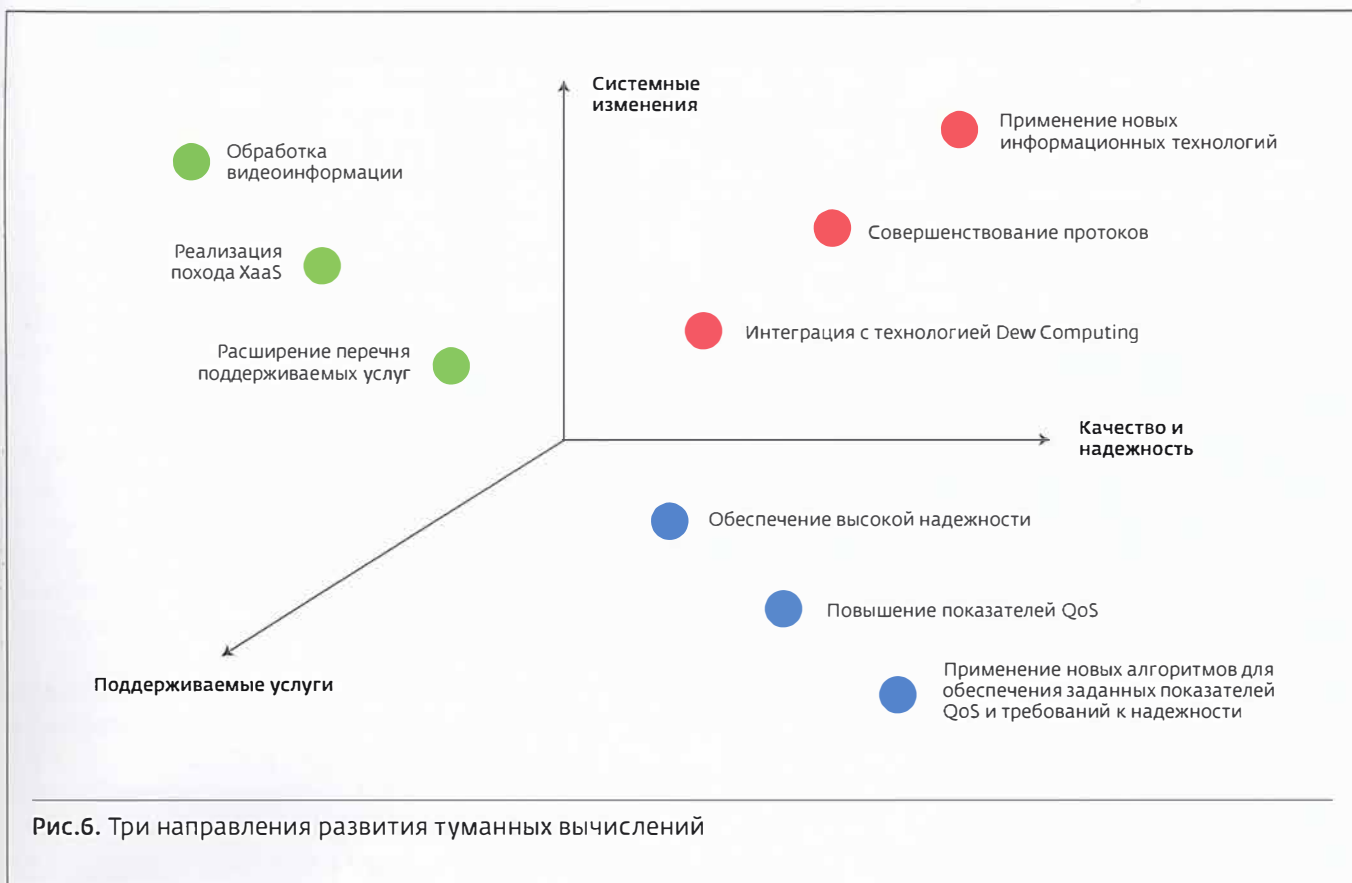 Системные
изменения
Применение новых
информационных технологий
Обработка
видеоинформации
Совершенствование протоков
Реализация
похода XaaS
Интеграция с технологией Dew Computing
Расширение перечня
поддерживаемых услуг
Качество и
надежность
Обеспечение высокой надежности
Повышение показателей QoS
Применение новых алгоритмов для
обеспечения заданных показателей
QoS и требований к надежности
Поддерживаемые услуги
Рис.6. Три направления развития туманных вычислений